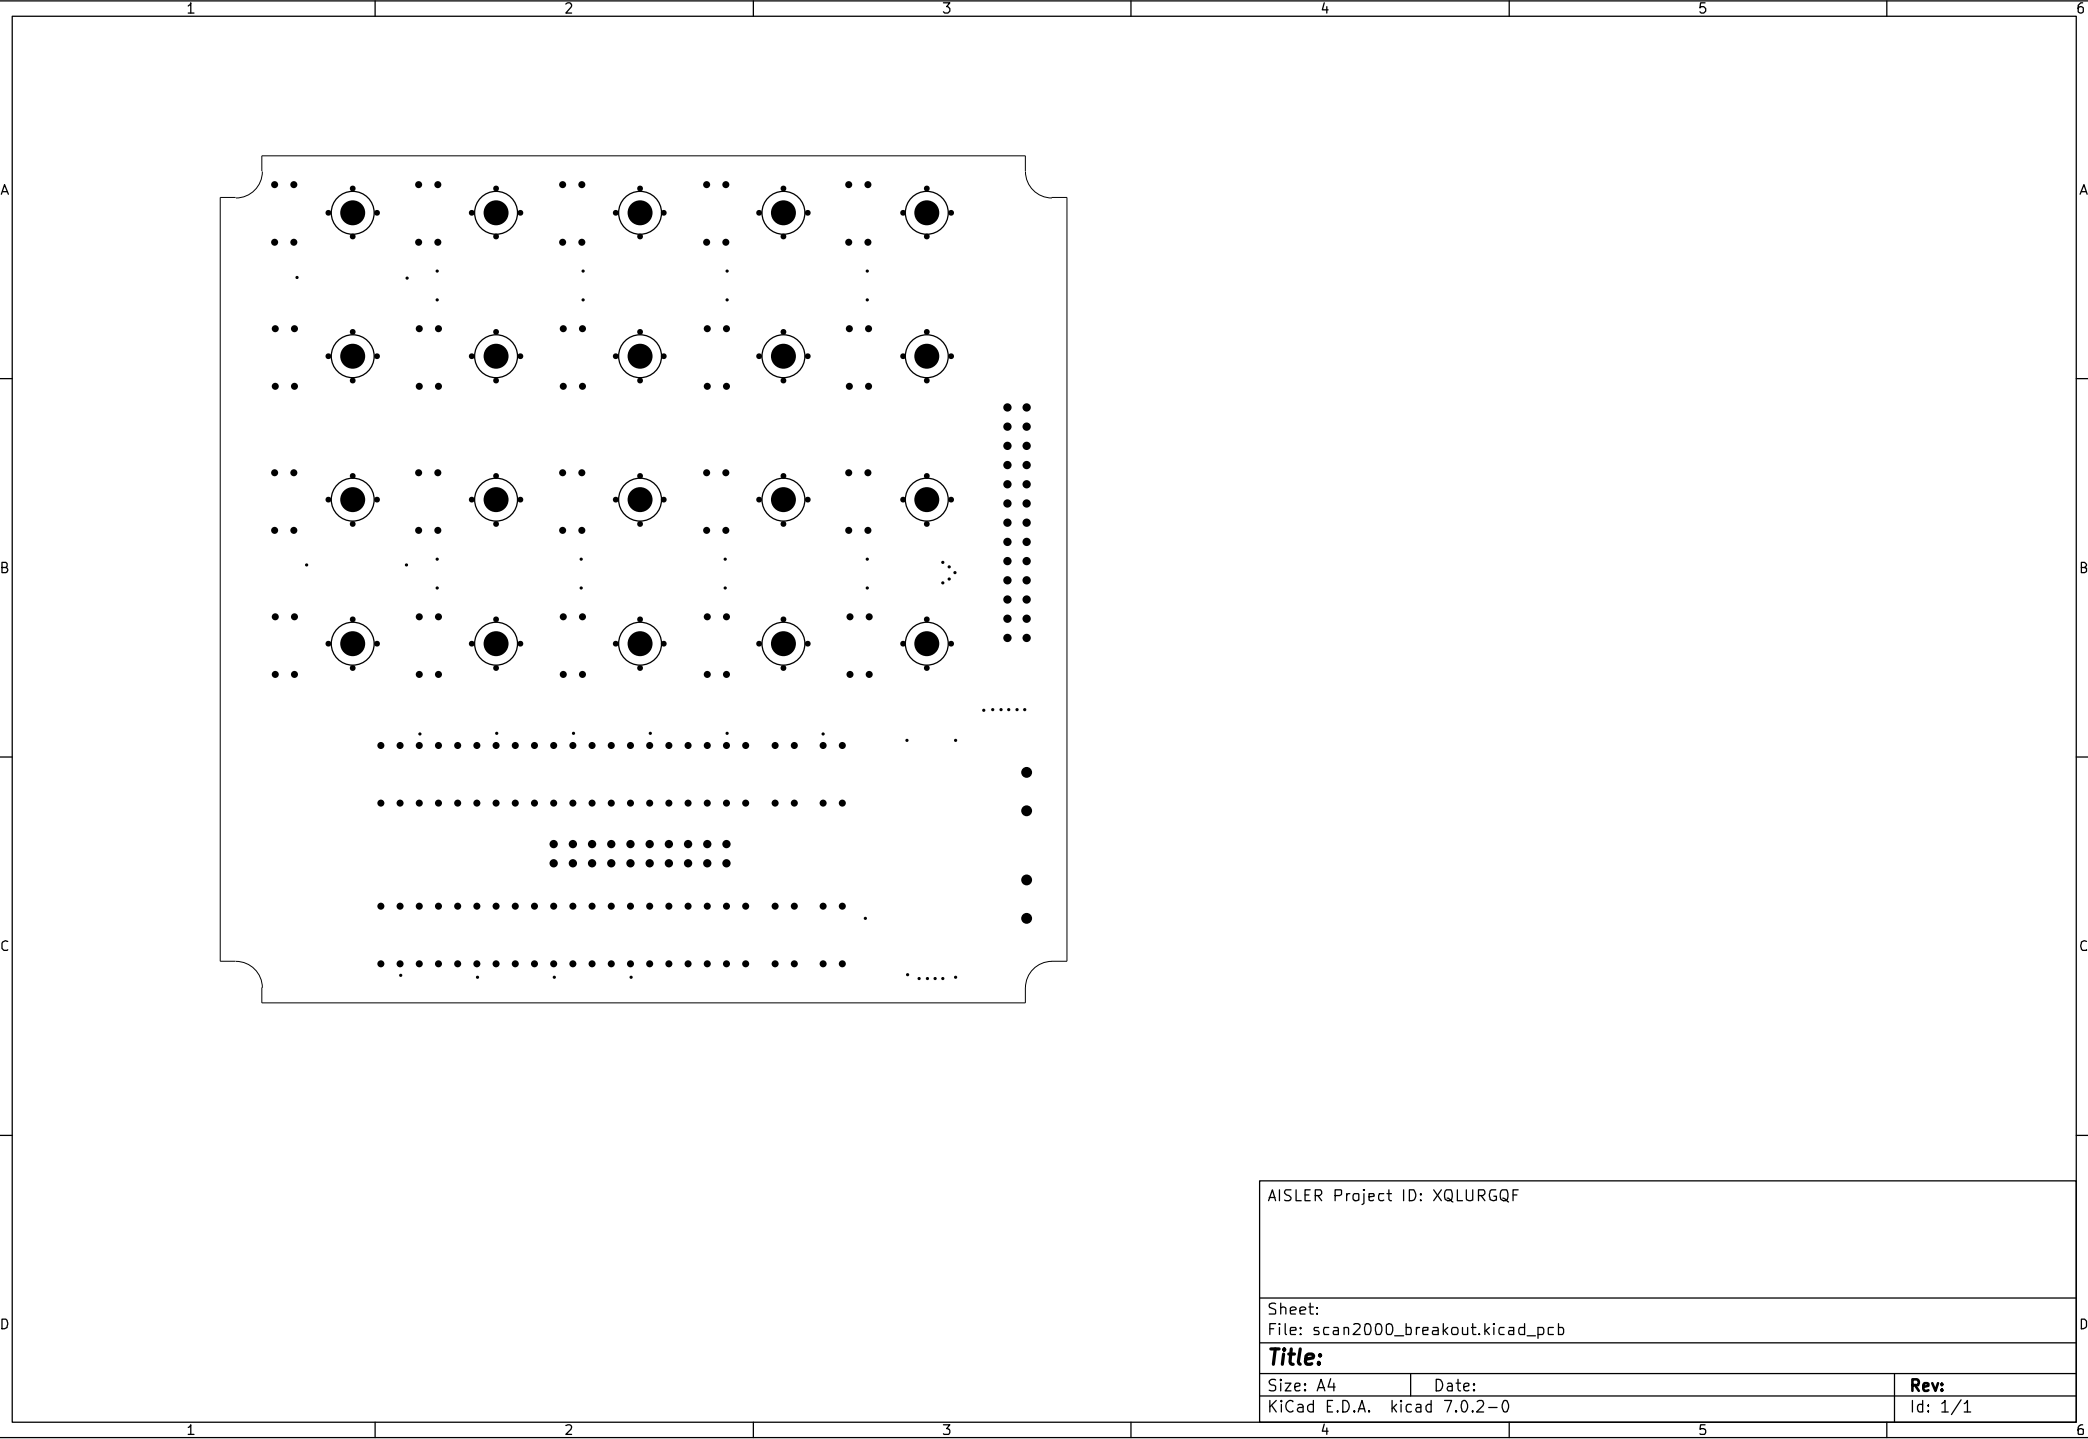 1 2 3 4 5 6
A A
B B
C C
AISLER Project ID: XQLURGQF
Sheet:
File: scan2000_breakout.kicad_pcb
D D
Title:
Size: A4 Date: Rev:
KiCad E.D.A. kicad 7.0.2-0 Id: 1/1
1 2 3 4 5 6